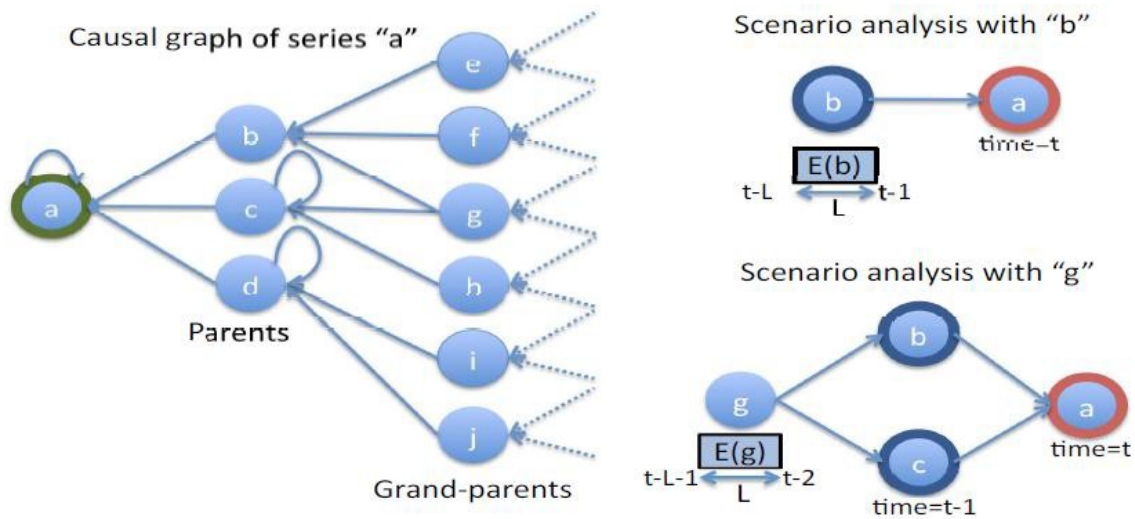 Causal graph of series “a”
e
b
f
a
c
g
d
h
Parents
i
j
Grand-parents
Scenario analysis with “b”
b
a
time=t
E(b)
t-L
t-1
L
Scenario analysis with “g”
b
g
a
E(g)
c
time=t
t-L-1
t-2
L
time=t-1